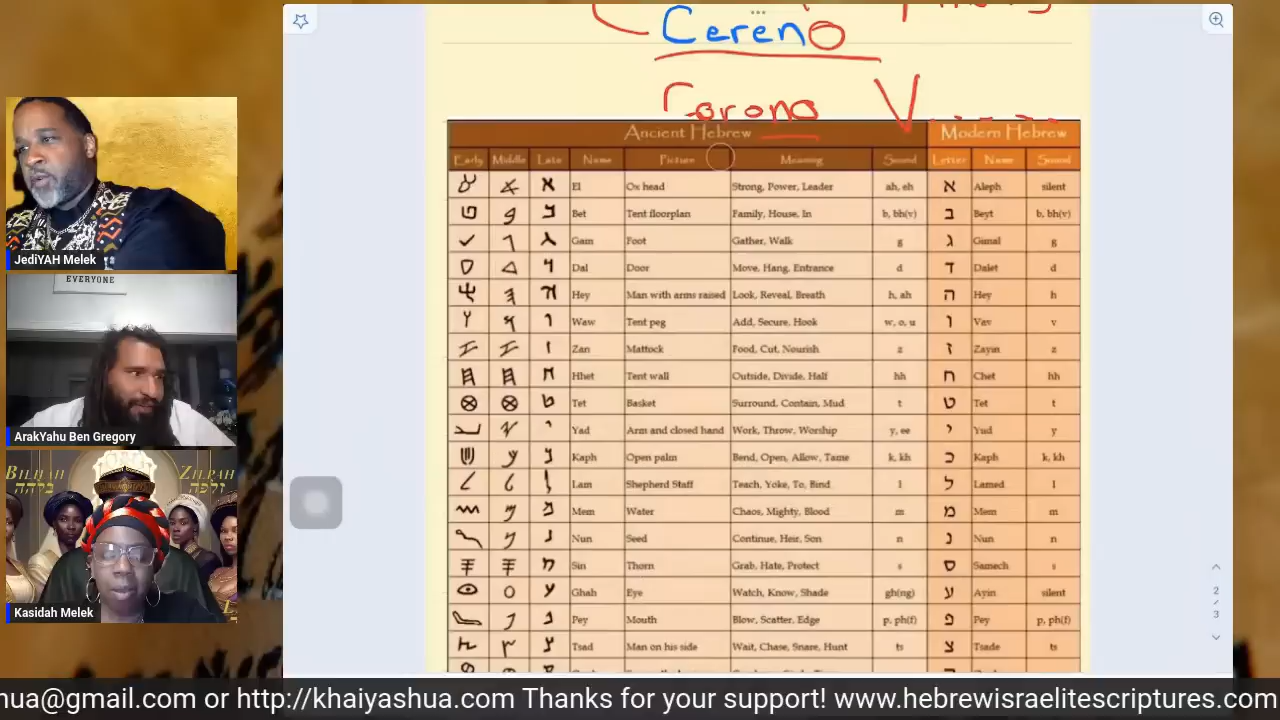 Cereno
Corona V
Ancient Hebrew Modern Hebrew
Early Middle Late Name Picture Meaning Sound Letter Name Sound
El Ox head Strong, Power, Leader ah, eh א Aleph silent
Bet Tent floorplan Family, House, In b, bh(v) ב Beyt b, bh(v)
Gam Foot Gather, Walk g ג Gimal g
Dal Door Move, Hang, Entrance d ד Dalet d
Hey Man with arms raised Look, Reveal, Breath h, ah ה Hey h
Waw Tent peg Add, Secure, Hook w, o, u ו Vav v
Zan Mattock Food, Cut, Nourish z ז Zayin z
Hhet Tent wall Outside, Divide, Half hh ח Chet hh
Tet Basket Surround, Contain, Mud t ט Tet t
Yad Arm and closed hand Work, Throw, Worship y, ee י Yud y
Kaph Open palm Bend, Open, Allow, Tame k, kh כ Kaph k, kh
Lam Shepherd Staff Teach, Yoke, To, Bind l ל Lamed l
Mem Water Chaos, Mighty, Blood m מ Mem m
Nun Seed Continue, Heir, Son n נ Nun n
Sin Thorn Grab, Hate, Protect s ס Samech s
Ghah Eye Watch, Know, Shade gh(ng) ע Ayin silent
Pey Mouth Blow, Scatter, Edge p, ph(f) פ Pey p, ph(f)
Tsad Man on his side Wait, Chase, Snare, Hunt ts צ Tsade ts
2
3
JediYAH Melek
EVERYONE
ArakYahu Ben Gregory
BILHAH ZILPAH
בלהה זלפה
Kasidah Melek
shua@gmail.com or http://khaiyashua.com Thanks for your support! www.hebrewisraelitescriptures.com